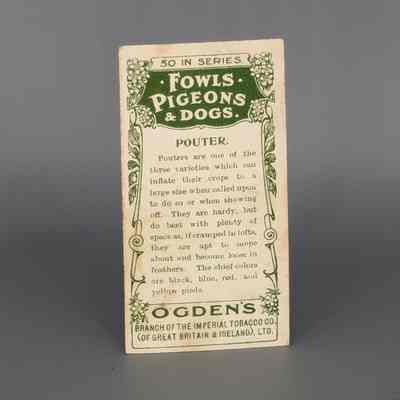 50 IN SERIES
FOWLS·
PIGEONS
& DOGS.
POUTER.
Pouters are one of the
three varieties which can
inflate their crops to a
large size when called upon
to do so or when showing
off. They are hardy, but
do best with plenty of
space as, if cramped in lofts,
they are apt to mope
about and become loose in
feathers. The chief colors
are black, blue, red, and
yellow pieds.
OGDEN'S
BRANCH OF THE IMPERIAL TOBACCO CO.
(OF GREAT BRITAIN & IRELAND), LTD.